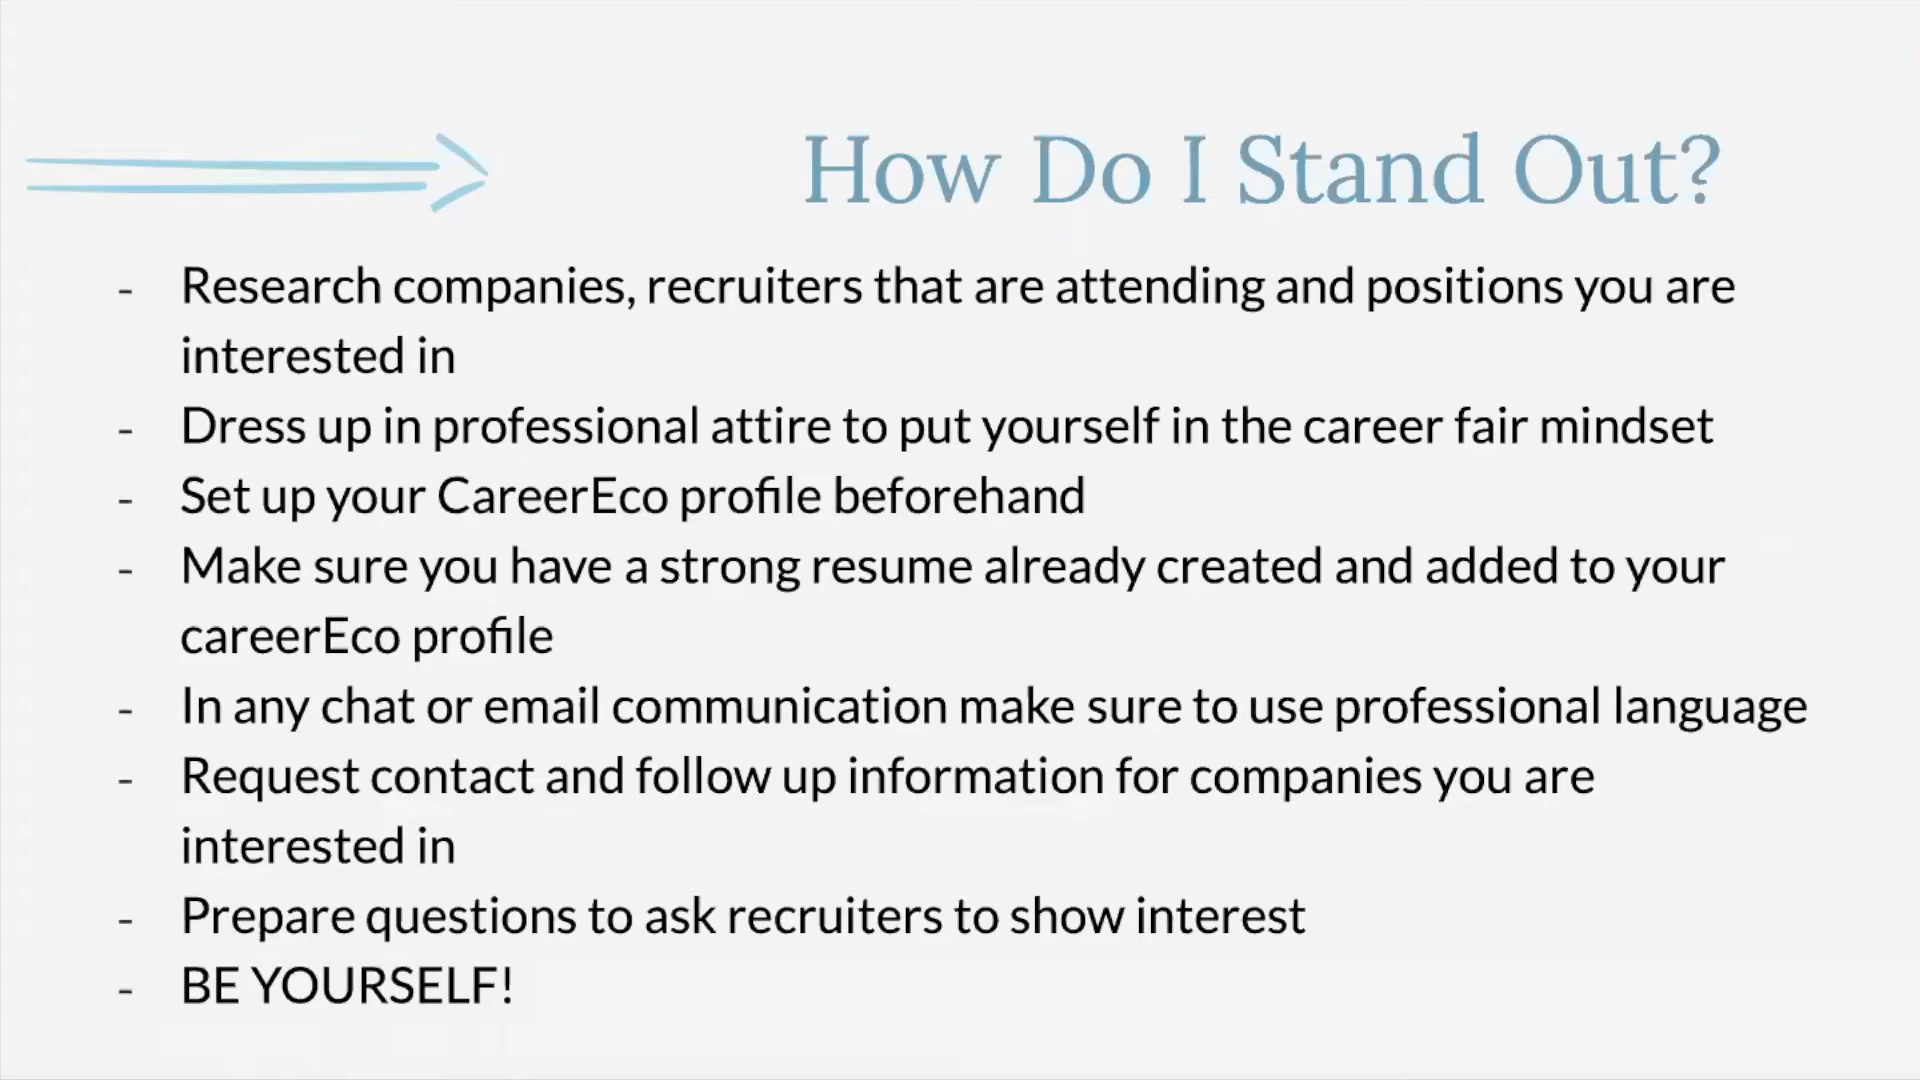 How Do I Stand Out?
- Research companies, recruiters that are attending and positions you are
interested in
- Dress up in professional attire to put yourself in the career fair mindset
- Set up your CareerEco profile beforehand
- Make sure you have a strong resume already created and added to your
careerEco profile
- In any chat or email communication make sure to use professional language
- Request contact and follow up information for companies you are
interested in
- Prepare questions to ask recruiters to show interest
- BE YOURSELF!